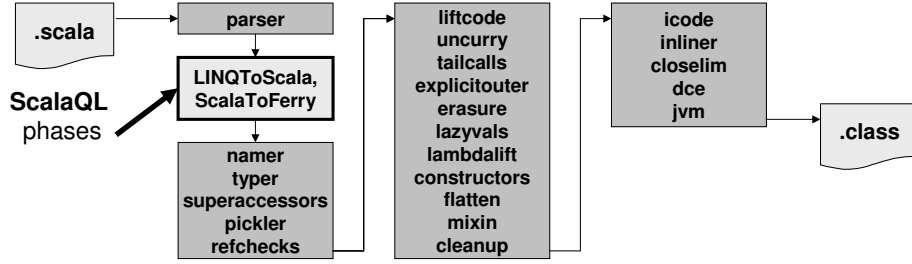 .scala
parser
LINQToScala,
ScalaToFerry
ScalaQL
phases
namer
typer
superaccessors
pickler
refchecks
liftcode
uncurry
tailcalls
explicitouter
erasure
lazyvals
lambdalift
constructors
flatten
mixin
cleanup
icode
inliner
closelim
dce
jvm
.class